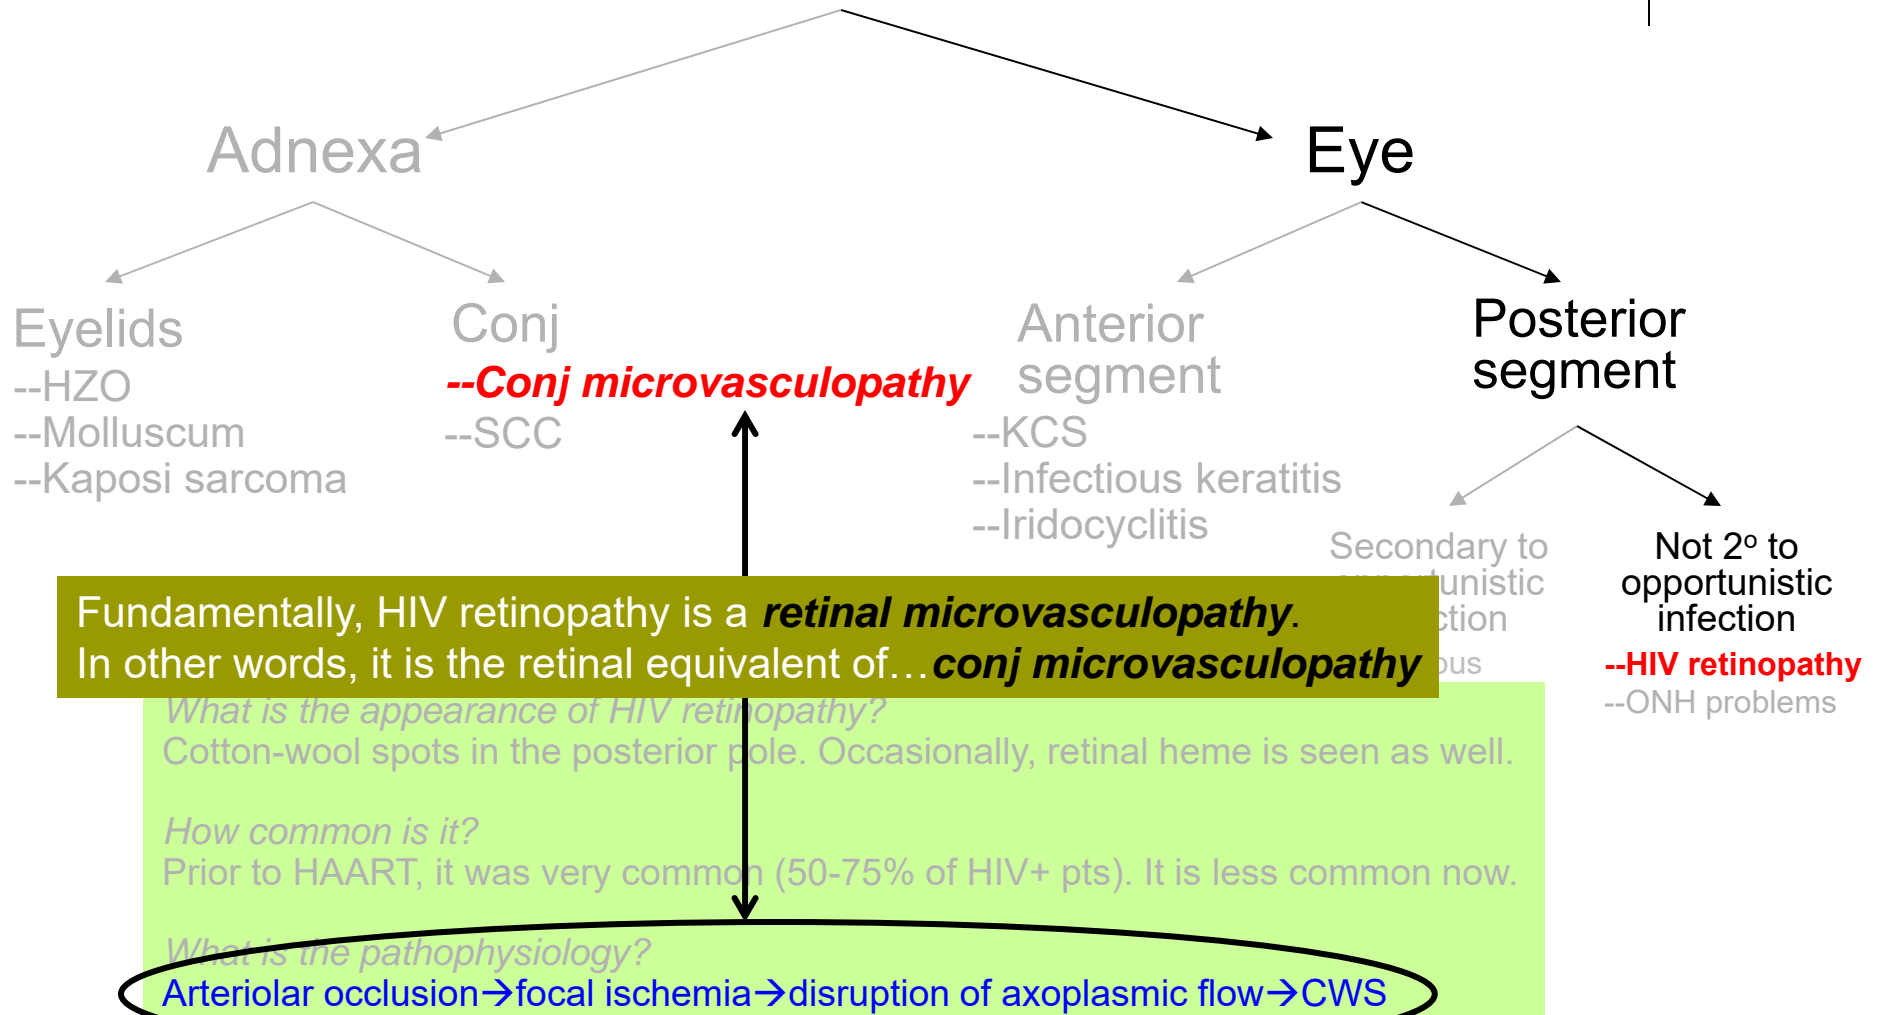 Adnexa
Eye
Eyelids
--HZO
--Molluscum
--Kaposi sarcoma
Conj
--Conj microvasculopathy
--SCC
Anterior
segment
--KCS
--Infectious keratitis
--Iridocyclitis
Posterior
segment
Secondary to
Not 2º to
opportunistic
infection
--HIV retinopathy
--ONH problems
Fundamentally, HIV retinopathy is a retinal microvasculopathy.
In other words, it is the retinal equivalent of…conj microvasculopathy
What is the appearance of HIV retinopathy?
Cotton-wool spots in the posterior pole. Occasionally, retinal heme is seen as well.
How common is it?
Prior to HAART, it was very common (50-75% of HIV+ pts). It is less common now.
What is the pathophysiology?
Arteriolar occlusion→focal ischemia→disruption of axoplasmic flow→CWS